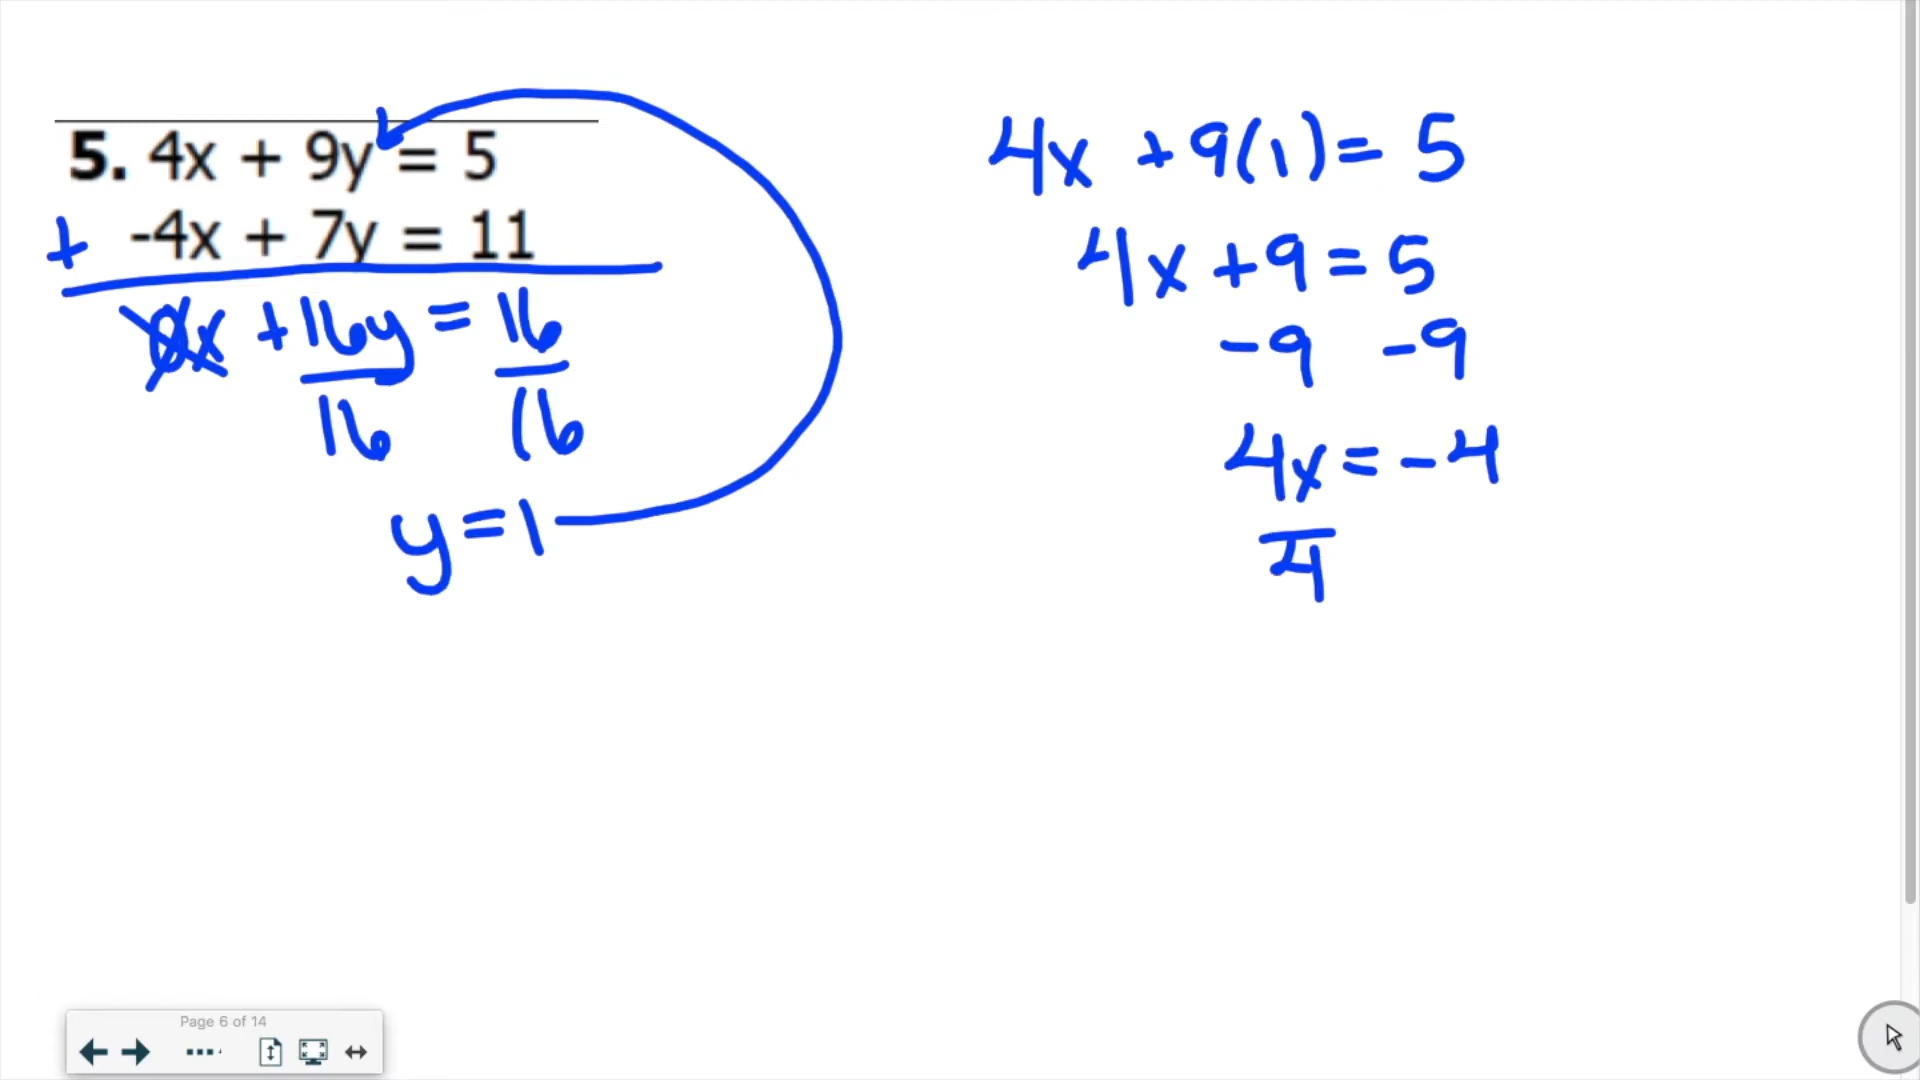 5. 4x + 9y = 5
+ -4x + 7y = 11
0x + 16y = 16
16 16
y = 1
4x + 9(1) = 5
4x + 9 = 5
-9 -9
4x = -4
4
Page 6 of 14